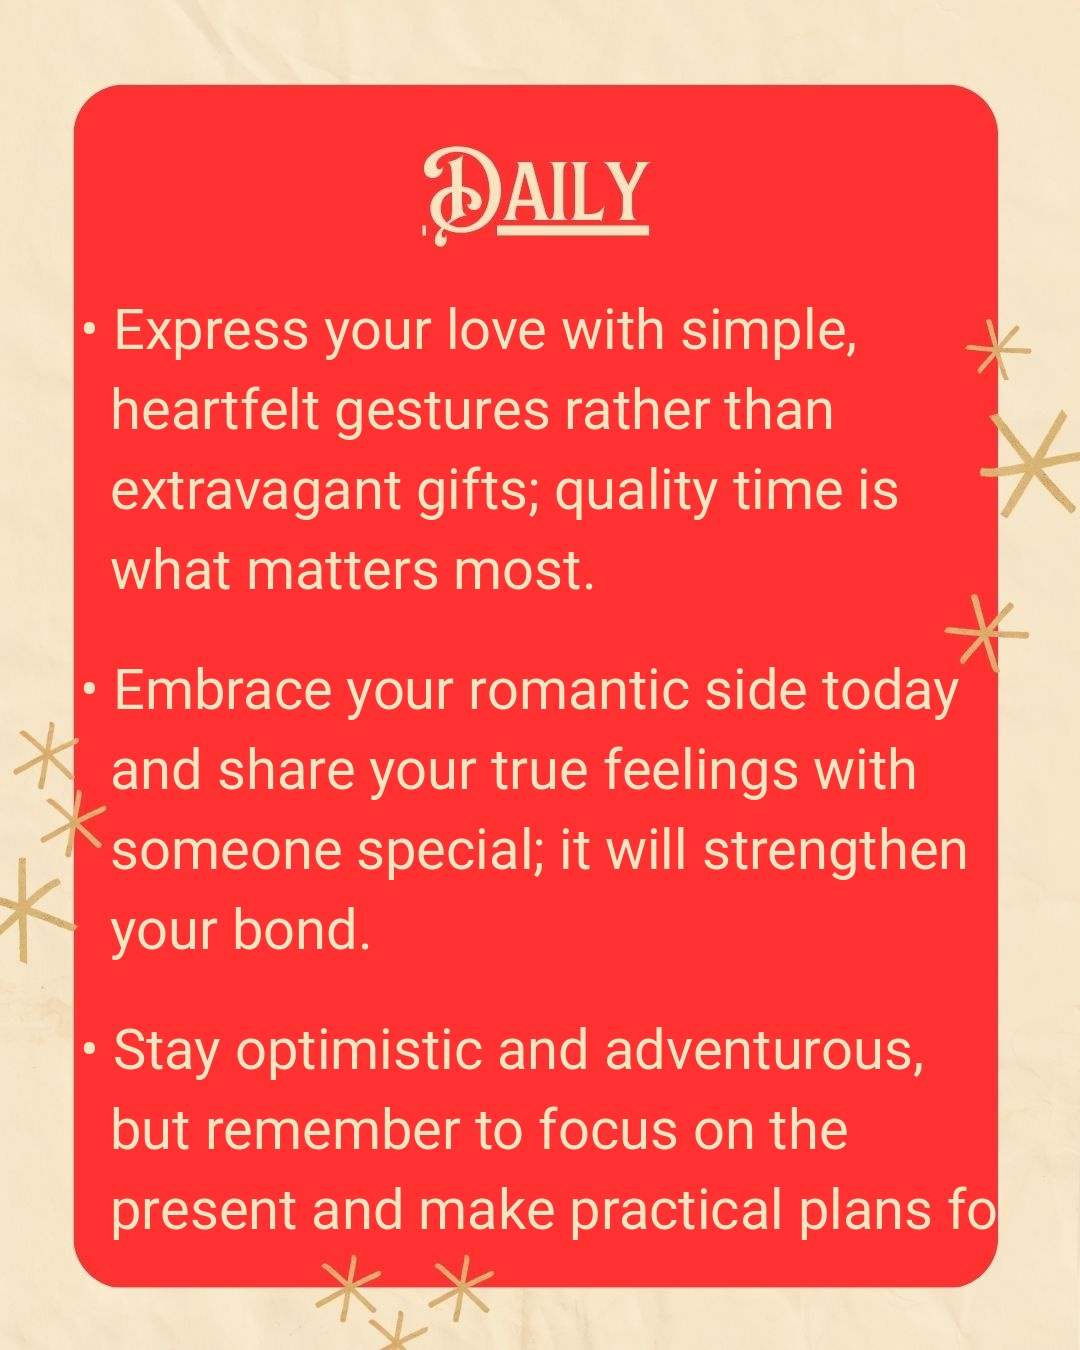 Daily
• Express your love with simple,
heartfelt gestures rather than
extravagant gifts; quality time is
what matters most.
• Embrace your romantic side today
and share your true feelings with
someone special; it will strengthen
your bond.
• Stay optimistic and adventurous,
but remember to focus on the
present and make practical plans fo